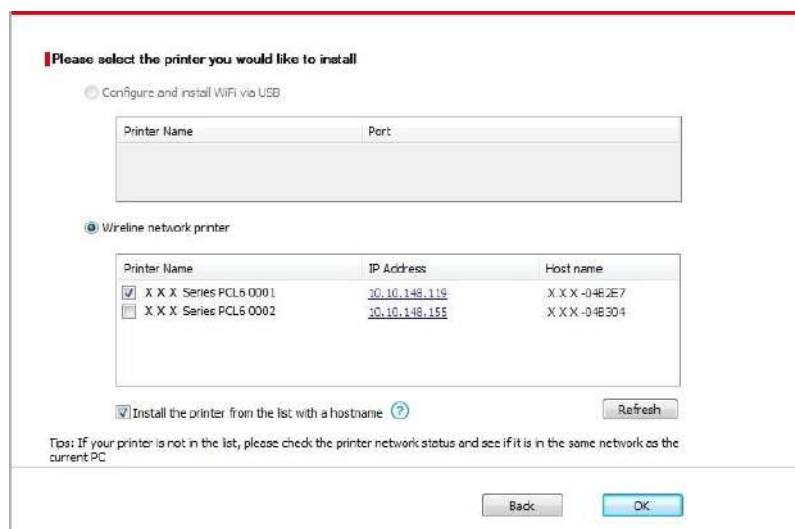 Please select the printer you would like to install
Configure and install WiFi via USB
Printer Name Port
Wireline network printer
Printer Name IP Address Host name
X X X Series PCL6 0001 10.10.148.119 X X X -04B2E7
X X X Series PCL6 0002 10.10.148.155 X X X -04B304
Install the printer from the list with a hostname ? Refresh
Tips: If your printer is not in the list, please check the printer network status and see if it is in the same network as the
current PC
Back OK